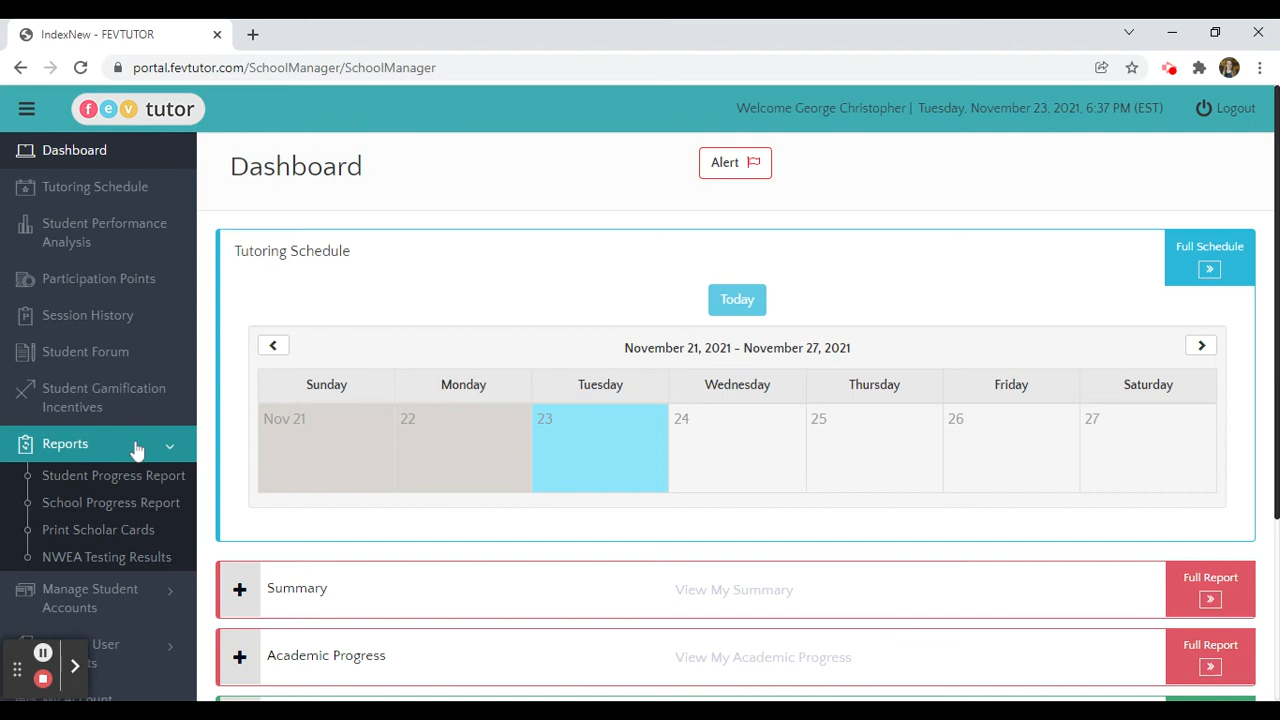 IndexNew - FEVTUTOR
portal.fevtutor.com/SchoolManager/SchoolManager
fev tutor
Welcome George Christopher | Tuesday, November 23, 2021, 6:37 PM (EST)
Logout
Dashboard
Tutoring Schedule
Student Performance
Analysis
Participation Points
Session History
Student Forum
Student Gamification
Incentives
Reports
Student Progress Report
School Progress Report
Print Scholar Cards
NWEA Testing Results
Manage Student
Accounts
User
Dashboard
Alert
Tutoring Schedule
Full Schedule
Today
November 21, 2021 - November 27, 2021
Sunday Monday Tuesday Wednesday Thursday Friday Saturday
Nov 21 22 23 24 25 26 27
Summary
View My Summary
Full Report
Academic Progress
View My Academic Progress
Full Report